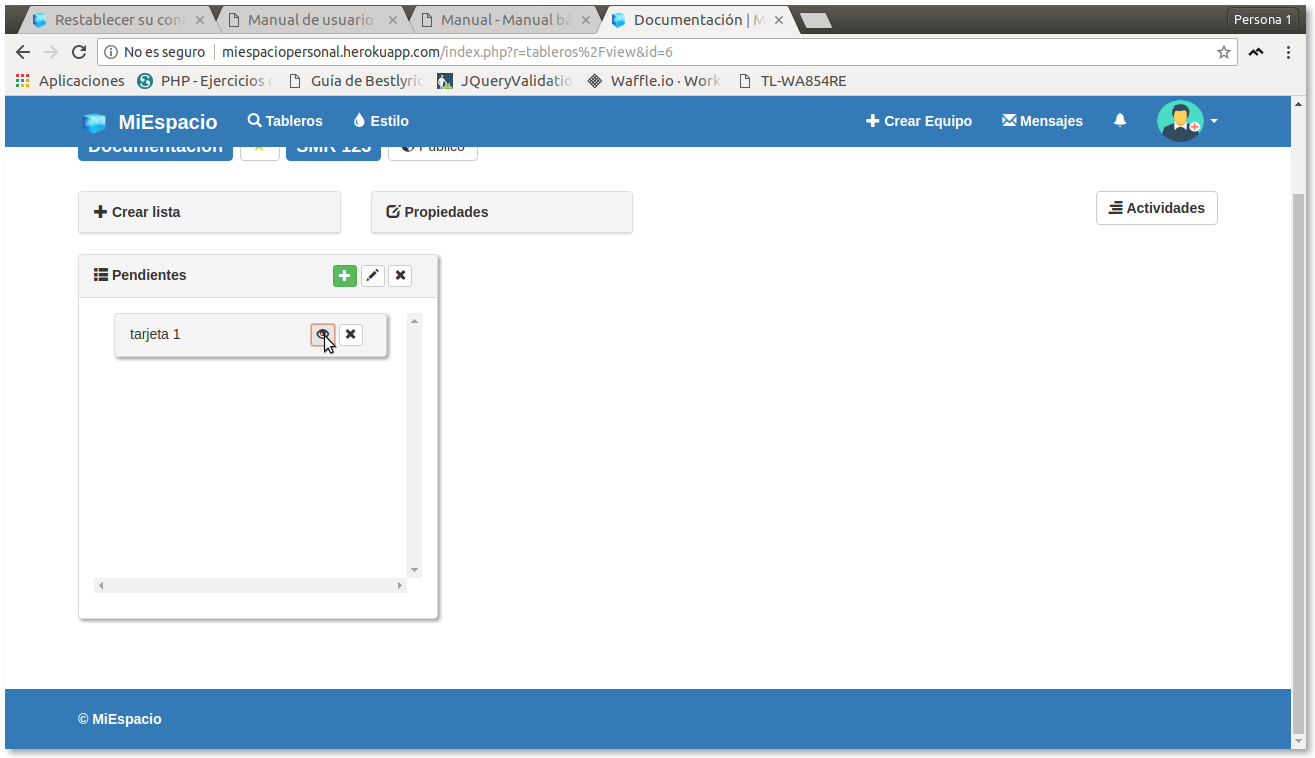 Restablecer su con
Manual de usuario
Manual - Manual bá
Documentación | M
Persona 1
No es seguro
miespaciopersonal.herokuapp.com/index.php?r=tableros%2Fview&id=6
Aplicaciones
PHP - Ejercicios
Guía de Bestlyric
JQueryValidatio
Waffle.io · Work
TL-WA854RE
MiEspacio
Tableros
Estilo
Crear Equipo
Mensajes
Documentación
SMR 123
Público
Crear lista
Propiedades
Actividades
Pendientes
tarjeta 1
© MiEspacio